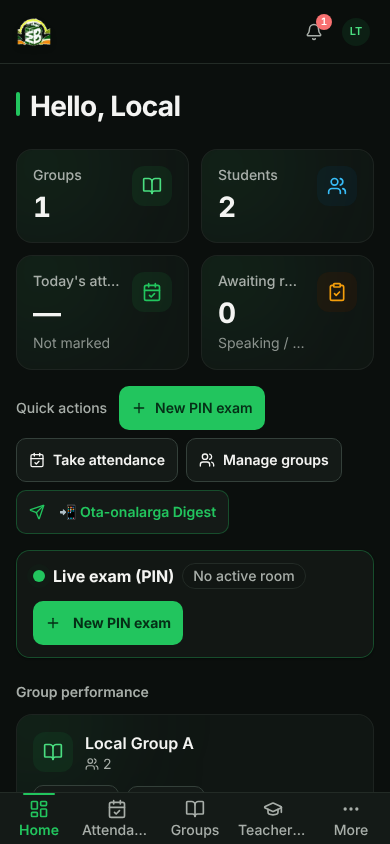 1
LT
Hello, Local
Groups
1
Students
2
Today's att...
—
Not marked
Awaiting r...
0
Speaking / ...
Quick actions
New PIN exam
Take attendance
Manage groups
Ota-onalarga Digest
Live exam (PIN)
No active room
New PIN exam
Group performance
Local Group A
2
Home
Attenda...
Groups
Teacher...
More